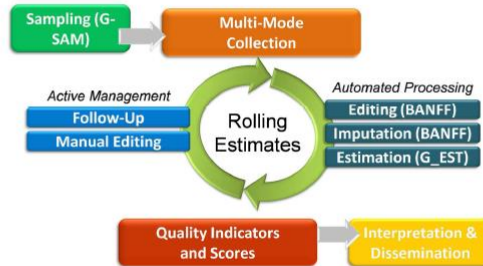 Sampling (G-
SAM)
Multi-Mode
Collection
Active Management
Follow-Up
Manual Editing
Rolling
Estimates
Automated Processing
Editing (BANFF)
Imputation (BANFF)
Estimation (G_EST)
Quality Indicators
and Scores
Interpretation &
Dissemination